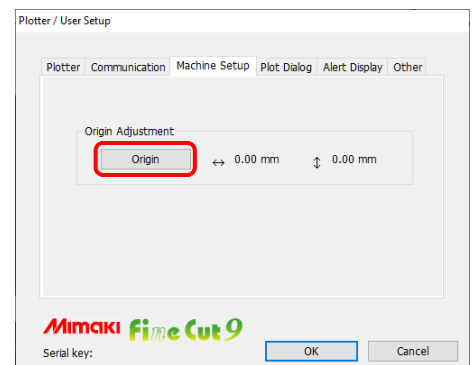 Plotter / User Setup
Plotter Communication Machine Setup Plot Dialog Alert Display Other
Origin Adjustment
Origin ↔ 0.00 mm ↕ 0.00 mm
Mimaki Fine Cut 9
Serial key: OK Cancel